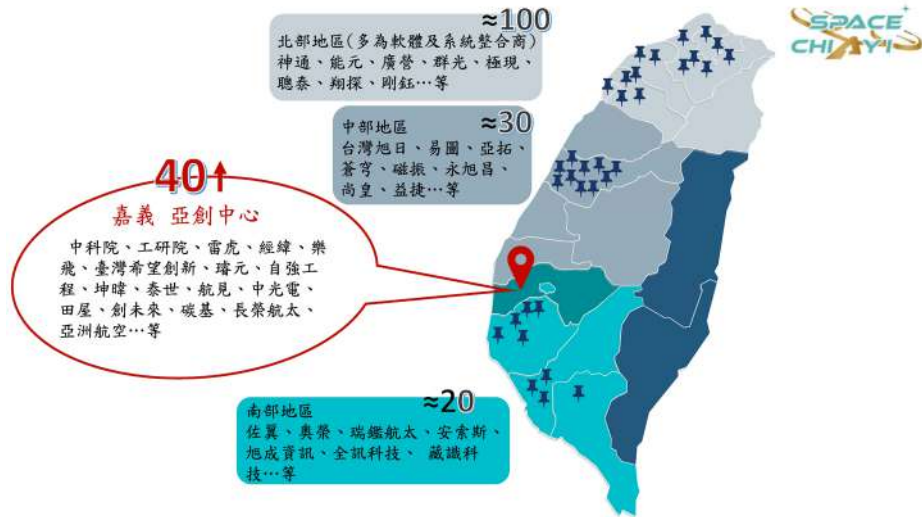 ≈100
SPACE
CHIAYI
北部地區(多為軟體及系統整合商)
神通、能元、廣營、群光、極現、
聰泰、翔探、剛鈺…等
≈30
中部地區
台灣旭日、易圖、亞拓、
蒼穹、磁振、永旭昌、
尚皇、益捷…等
40↑
嘉義 亞創中心
中科院、工研院、雷虎、經緯、樂
飛、臺灣希望創新、璿元、自強工
程、坤暐、泰世、航見、中光電、
田屋、創未來、碳基、長榮航太、
亞洲航空…等
≈20
南部地區
佐翼、奧榮、瑞鑑航太、安索斯、
旭成資訊、全訊科技、 藏識科
技…等